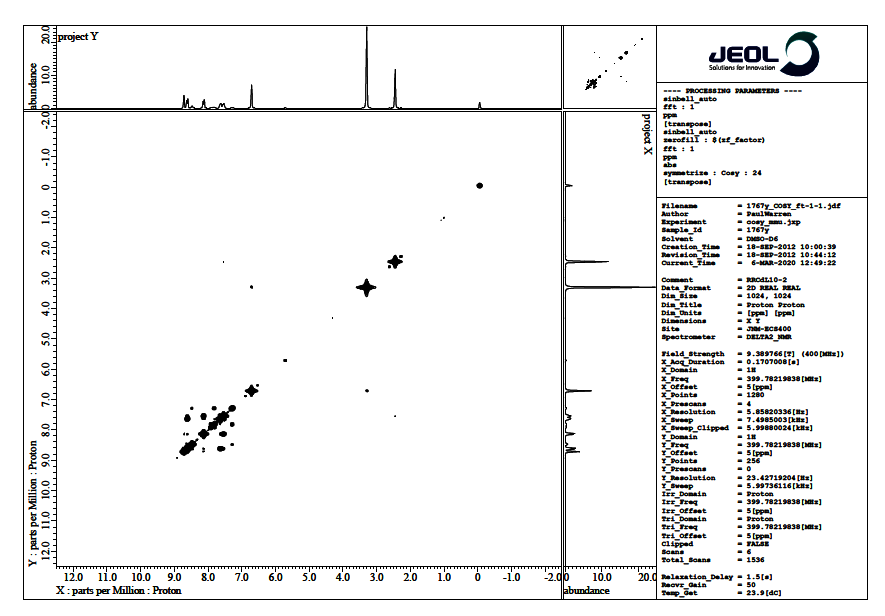 project Y
20.0
10.0
0
abundance
JEOL
Solutions for Innovation
---- PROCESSING PARAMETERS ----
sinbell_auto
fft : 1
ppm
[transpose]
sinbell_auto
zerofill : $(zf_factor)
fft : 1
ppm
abs
symmetrize : Cosy : 24
[transpose]
Filename = 1767y_COSY_ft-1-1.jdf
Author = PaulWarren
Experiment = cosy_mmu.jxp
Sample_Id = 1767y
Solvent = DMSO-D6
Creation_Time = 18-SEP-2012 10:00:39
Revision_Time = 18-SEP-2012 10:44:12
Current_Time = 6-MAR-2020 12:49:22
Comment = RRCdL10-2
Data_Format = 2D REAL REAL
Dim_Size = 1024, 1024
Dim_Title = Proton Proton
Dim_Units = [ppm] [ppm]
Dimensions = X Y
Site = JNM-ECS400
Spectrometer = DELTA2_NMR
Field_Strength = 9.389766[T] (400[MHz])
X_Acq_Duration = 0.1707008[s]
X_Domain = 1H
X_Freq = 399.78219838[MHz]
X_Offset = 5[ppm]
X_Points = 1280
X_Prescans = 4
X_Resolution = 5.85820336[Hz]
X_Sweep = 7.4985003[kHz]
X_Sweep_Clipped = 5.99880024[kHz]
Y_Domain = 1H
Y_Freq = 399.78219838[MHz]
Y_Offset = 5[ppm]
Y_Points = 256
Y_Prescans = 0
Y_Resolution = 23.42719204[Hz]
Y_Sweep = 5.99736116[kHz]
Irr_Domain = Proton
Irr_Freq = 399.78219838[MHz]
Irr_Offset = 5[ppm]
Tri_Domain = Proton
Tri_Freq = 399.78219838[MHz]
Tri_Offset = 5[ppm]
Clipped = FALSE
Scans = 6
Total_Scans = 1536
Relaxation_Delay = 1.5[s]
Recvr_Gain = 50
Temp_Get = 23.9[dC]
project X
-2.0
-1.0
0
1.0
2.0
3.0
4.0
5.0
6.0
7.0
8.0
9.0
10.0
11.0
12.0
Y : parts per Million : Proton
12.0 11.0 10.0 9.0 8.0 7.0 6.0 5.0 4.0 3.0 2.0 1.0 0 -1.0 -2.0
X : parts per Million : Proton
0 10.0 20.0
abundance